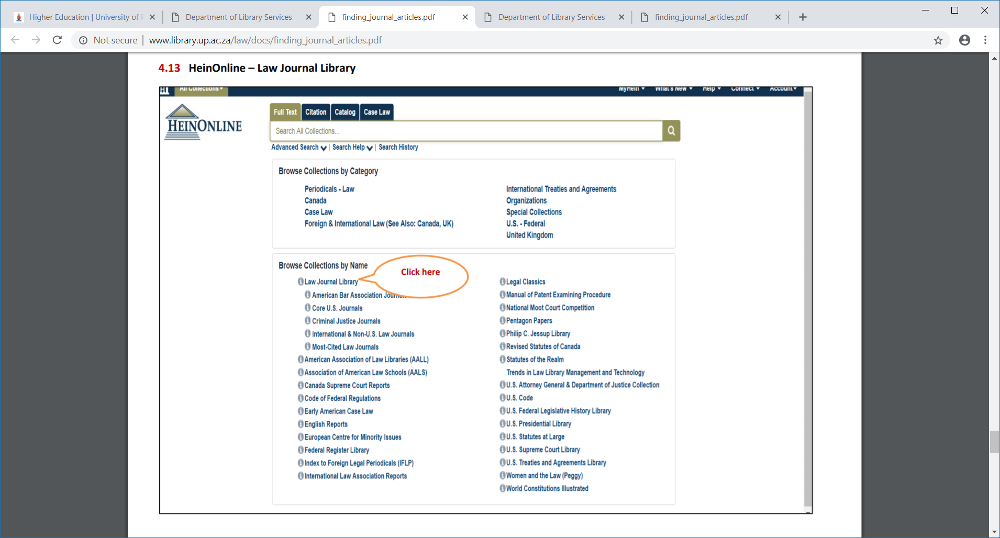 Higher Education | University of
Department of Library Services
finding_journal_articles.pdf
Department of Library Services
finding_journal_articles.pdf
Not secure | www.library.up.ac.za/law/docs/finding_journal_articles.pdf
4.13 HeinOnline – Law Journal Library
All Collections
MyHein What's New Help Connect Account
HEINONLINE
Full Text Citation Catalog Case Law
Search All Collections...
Advanced Search | Search Help | Search History
Browse Collections by Category
Periodicals - Law
Canada
Case Law
Foreign & International Law (See Also: Canada, UK)
International Treaties and Agreements
Organizations
Special Collections
U.S. - Federal
United Kingdom
Browse Collections by Name
Click here
Law Journal Library
American Bar Association
Core U.S. Journals
Criminal Justice Journals
International & Non-U.S. Law Journals
Most-Cited Law Journals
American Association of Law Libraries (AALL)
Association of American Law Schools (AALS)
Canada Supreme Court Reports
Code of Federal Regulations
Early American Case Law
English Reports
European Centre for Minority Issues
Federal Register Library
Index to Foreign Legal Periodicals (IFLP)
International Law Association Reports
Legal Classics
Manual of Patent Examining Procedure
National Moot Court Competition
Pentagon Papers
Philip C. Jessup Library
Revised Statutes of Canada
Statutes of the Realm
Trends in Law Library Management and Technology
U.S. Attorney General & Department of Justice Collection
U.S. Code
U.S. Federal Legislative History Library
U.S. Presidential Library
U.S. Statutes at Large
U.S. Supreme Court Library
U.S. Treaties and Agreements Library
Women and the Law (Peggy)
World Constitutions Illustrated